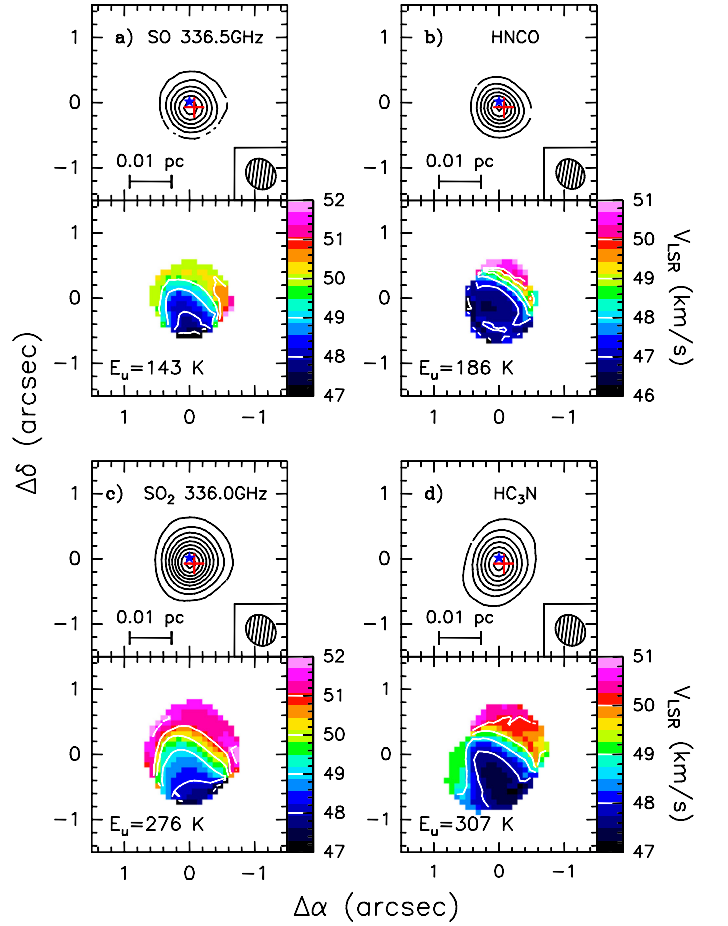 a) SO 336.5GHz
b) HNCO
1
0
−1
0.01 pc
1
0
−1
0.01 pc
1
0
−1
E_u=143 K
52
51
50
49
48
47
1
0
−1
E_u=186 K
51
50
49
48
47
46
V_LSR (km/s)
1 0 −1
1 0 −1
Δδ (arcsec)
c) SO₂ 336.0GHz
d) HC₃N
1
0
−1
0.01 pc
1
0
−1
0.01 pc
1
0
−1
E_u=276 K
52
51
50
49
48
47
1
0
−1
E_u=307 K
51
50
49
48
47
V_LSR (km/s)
1 0 −1
1 0 −1
Δα (arcsec)